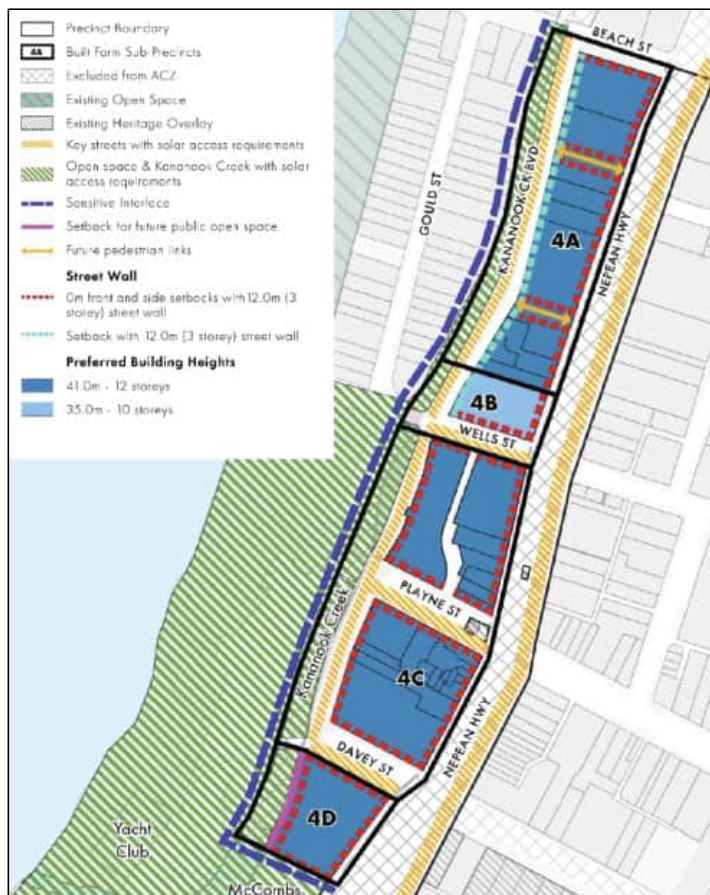 Precinct Boundary
4A Built Form Sub-Precincts
Excluded from ACZ
Existing Open Space
Existing Heritage Overlay
Key streets with solar access requirements
Open space & Kananook Creek with solar
access requirements
Sensitive Interface
Setback for future public open space
Future pedestrian links
Street Wall
0m front and side setbacks with 12.0m (3
storey) street wall
Setback with 12.0m (3 storey) street wall
Preferred Building Heights
41.0m - 12 storeys
35.0m - 10 storeys
BEACH ST
GOULD ST
KANANOOK CK BVD
4A
NEPEAN HWY
4B
WELLS ST
PLAYNE ST
Kananook Creek
4C
NEPEAN HWY
DAVEY ST
4D
Yacht
Club
McCombs